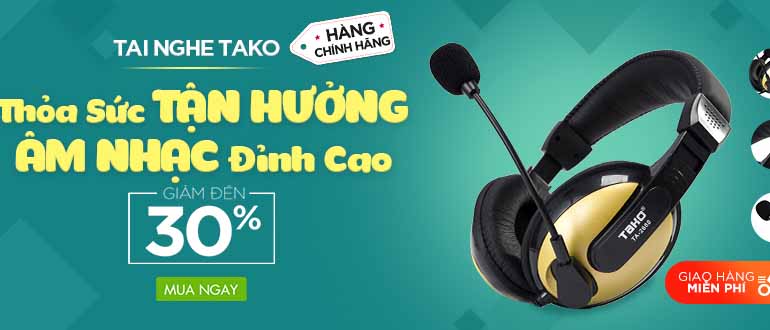 TAI NGHE TAKO
HÀNG
CHÍNH HÃNG
Thỏa Sức TẬN HƯỞNG
ÂM NHẠC Đỉnh Cao
GIẢM ĐẾN
30%
MUA NGAY
TAKO®
TA-2688
GIAO HÀNG
MIỄN PHÍ